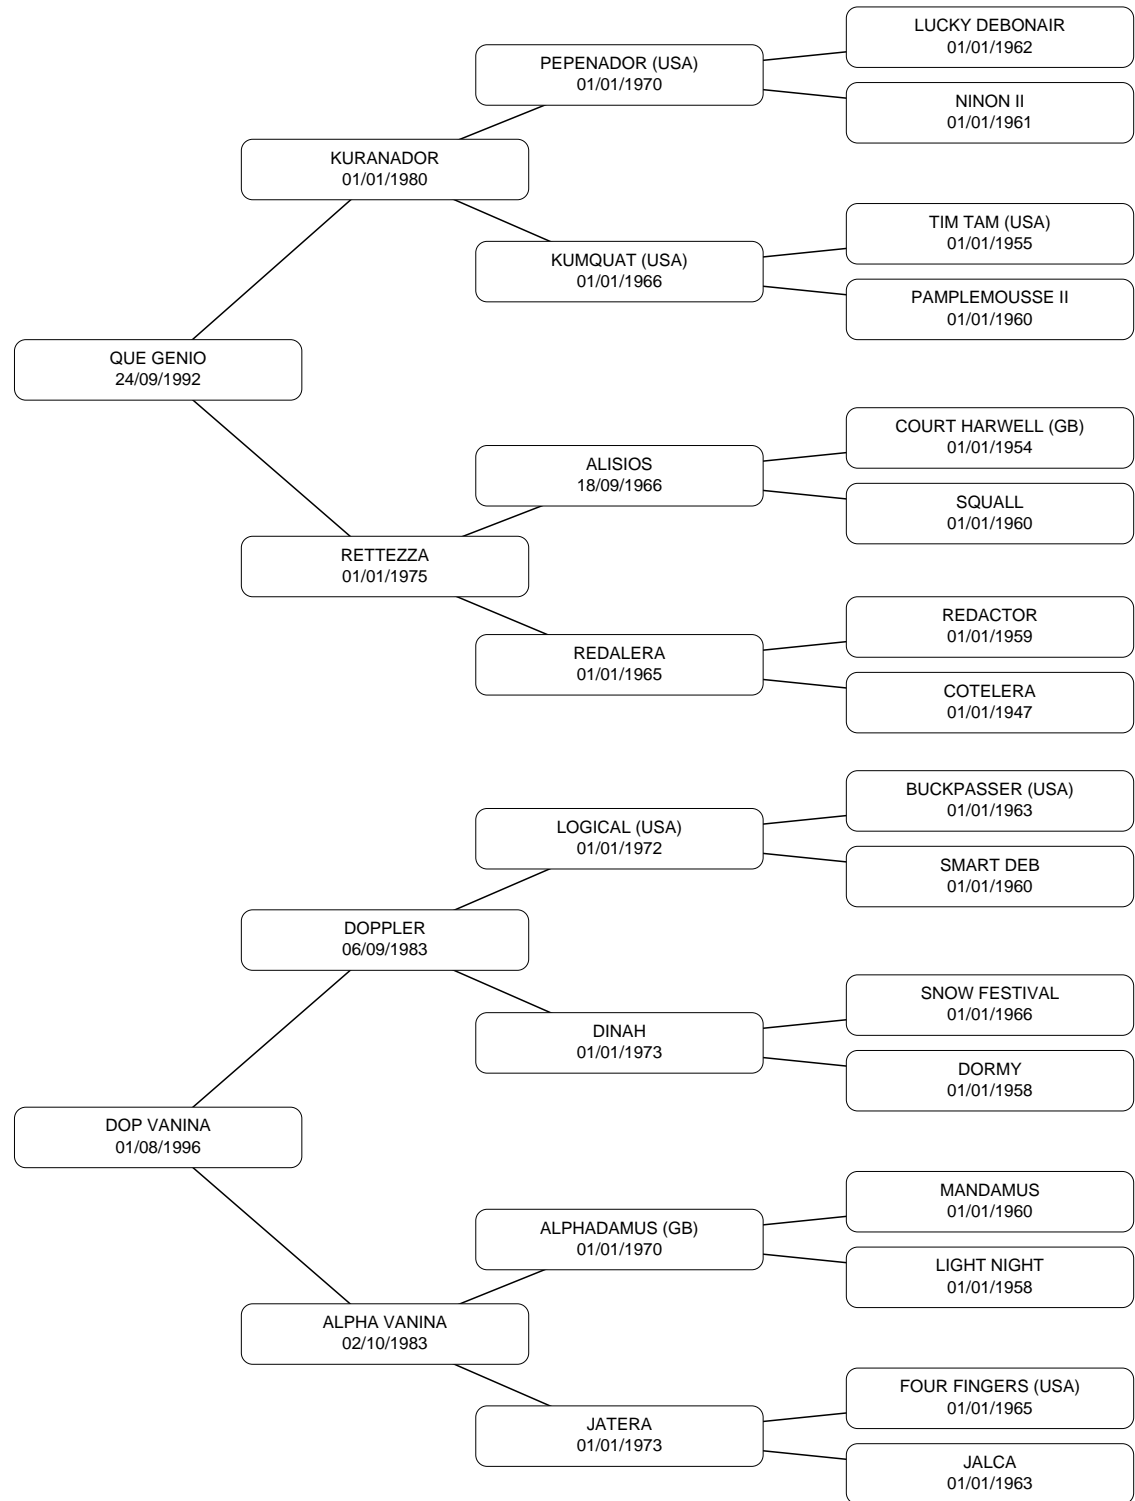 LUCKY DEBONAIR
01/01/1962
PEPENADOR (USA)
01/01/1970
NINON II
01/01/1961
KURANADOR
01/01/1980
TIM TAM (USA)
01/01/1955
KUMQUAT (USA)
01/01/1966
PAMPLEMOUSSE II
01/01/1960
QUE GENIO
24/09/1992
COURT HARWELL (GB)
01/01/1954
ALISIOS
18/09/1966
SQUALL
01/01/1960
RETTEZZA
01/01/1975
REDACTOR
01/01/1959
REDALERA
01/01/1965
COTELERA
01/01/1947
BUCKPASSER (USA)
01/01/1963
LOGICAL (USA)
01/01/1972
SMART DEB
01/01/1960
DOPPLER
06/09/1983
SNOW FESTIVAL
01/01/1966
DINAH
01/01/1973
DORMY
01/01/1958
DOP VANINA
01/08/1996
MANDAMUS
01/01/1960
ALPHADAMUS (GB)
01/01/1970
LIGHT NIGHT
01/01/1958
ALPHA VANINA
02/10/1983
FOUR FINGERS (USA)
01/01/1965
JATERA
01/01/1973
JALCA
01/01/1963